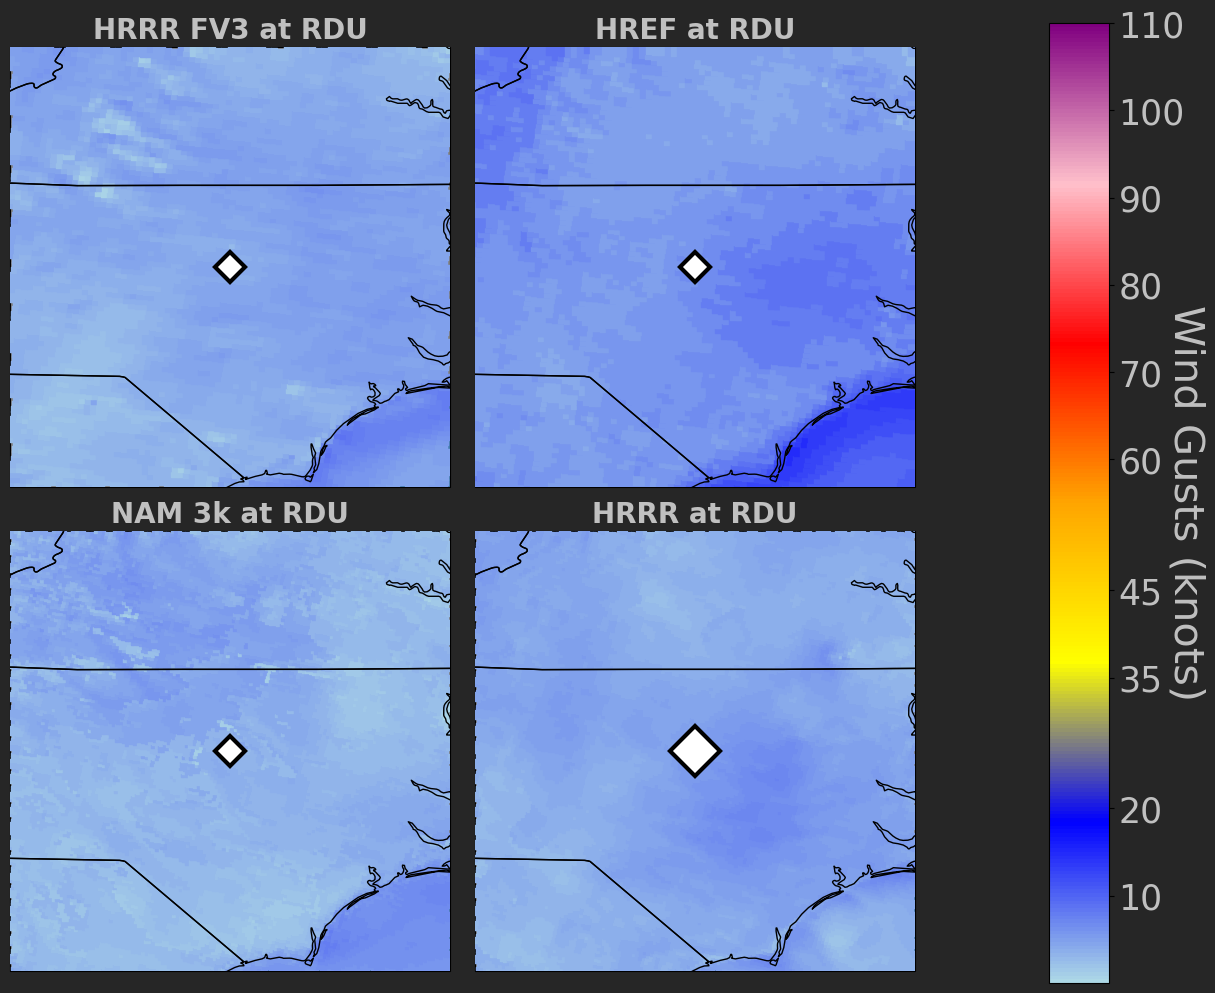 HRRR FV3 at RDU
HREF at RDU
NAM 3k at RDU
HRRR at RDU
110
100
90
80
70
60
45
35
20
10
Wind Gusts (knots)